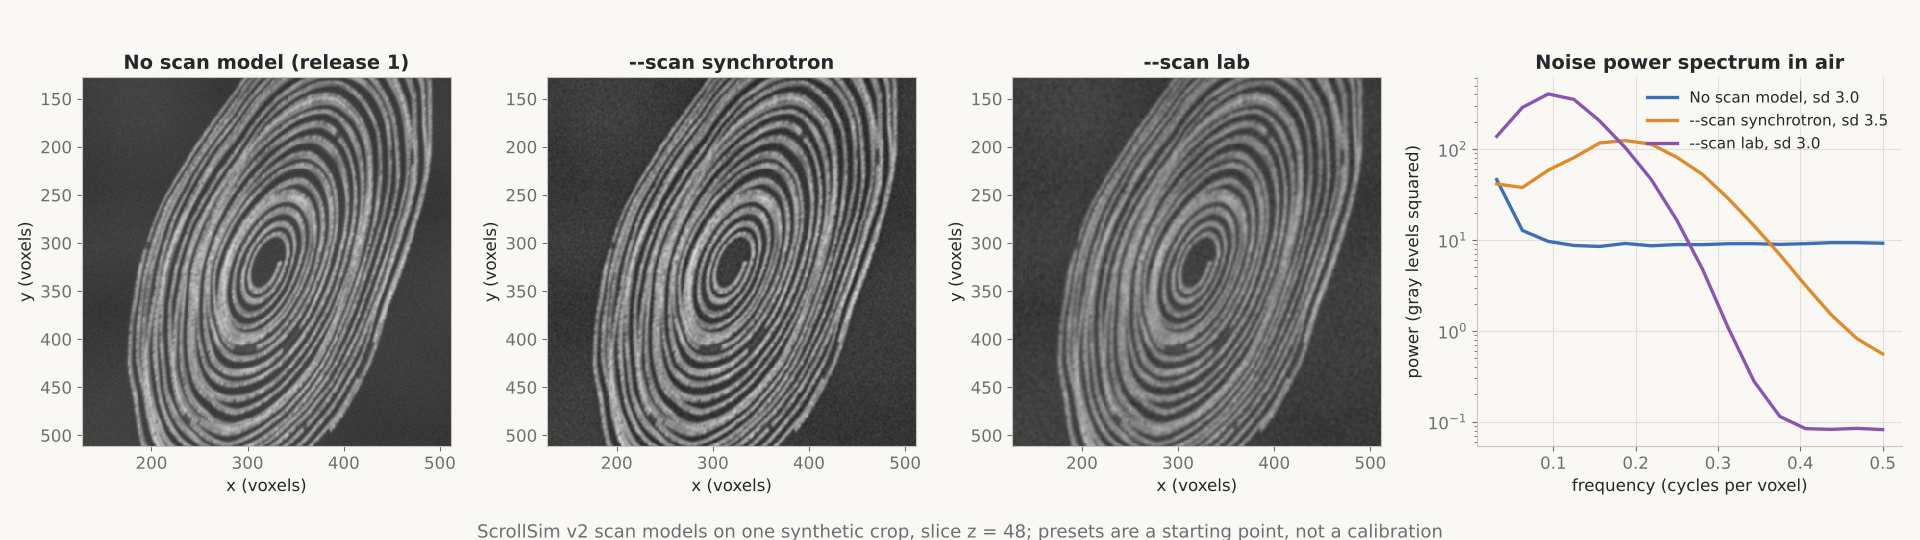 No scan model (release 1)
150
200
250
300
350
400
450
500
y (voxels)
200
300
400
500
x (voxels)
--scan synchrotron
150
200
250
300
350
400
450
500
y (voxels)
200
300
400
500
x (voxels)
--scan lab
150
200
250
300
350
400
450
500
y (voxels)
200
300
400
500
x (voxels)
Noise power spectrum in air
No scan model, sd 3.0
--scan synchrotron, sd 3.5
--scan lab, sd 3.0
10²
10¹
10⁰
10⁻¹
power (gray levels squared)
0.1
0.2
0.3
0.4
0.5
frequency (cycles per voxel)
ScrollSim v2 scan models on one synthetic crop, slice z = 48; presets are a starting point, not a calibration